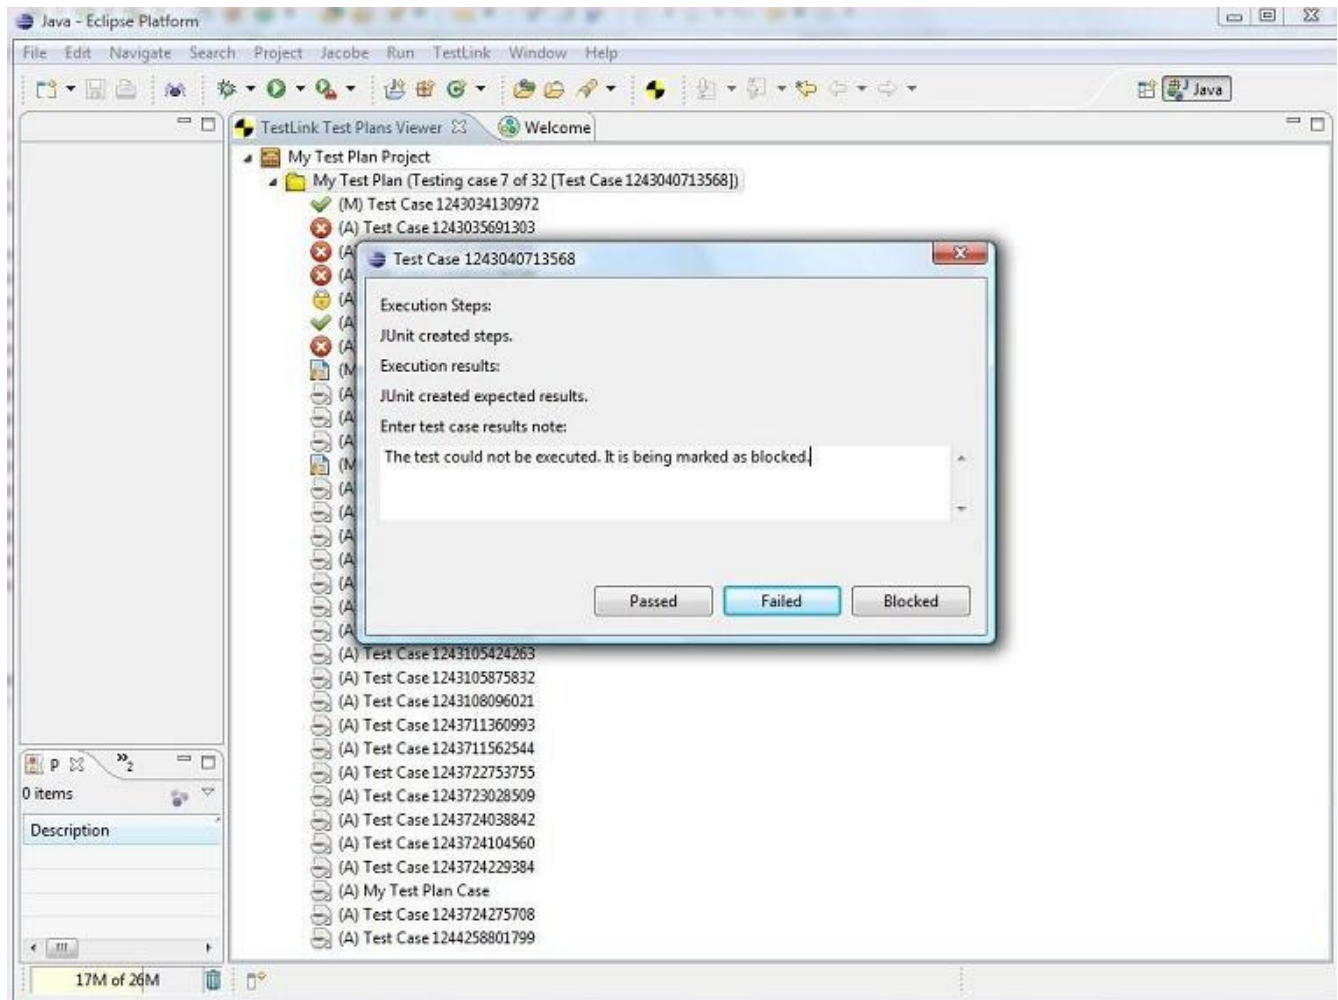 Java - Eclipse Platform
File Edit Navigate Search Project Jacobe Run TestLink Window Help
Java
TestLink Test Plans Viewer
Welcome
My Test Plan Project
My Test Plan (Testing case 7 of 32 [Test Case 1243040713568])
(M) Test Case 1243034130972
(A) Test Case 1243035691303
(A
(A
(A
(A
(A
(M
(A
(A
(A
(M
(A
(A
(A
(A
(A
(A
(A
Test Case 1243040713568
Execution Steps:
JUnit created steps.
Execution results:
JUnit created expected results.
Enter test case results note:
The test could not be executed. It is being marked as blocked.
Passed Failed Blocked
(A) Test Case 1243105424263
(A) Test Case 1243105875832
(A) Test Case 1243108096021
(A) Test Case 1243711360993
(A) Test Case 1243711562544
(A) Test Case 1243722753755
(A) Test Case 1243723028509
(A) Test Case 1243724038842
(A) Test Case 1243724104560
(A) Test Case 1243724229384
(A) My Test Plan Case
(A) Test Case 1243724275708
(A) Test Case 1244258801799
P
2
0 items
Description
17M of 26M